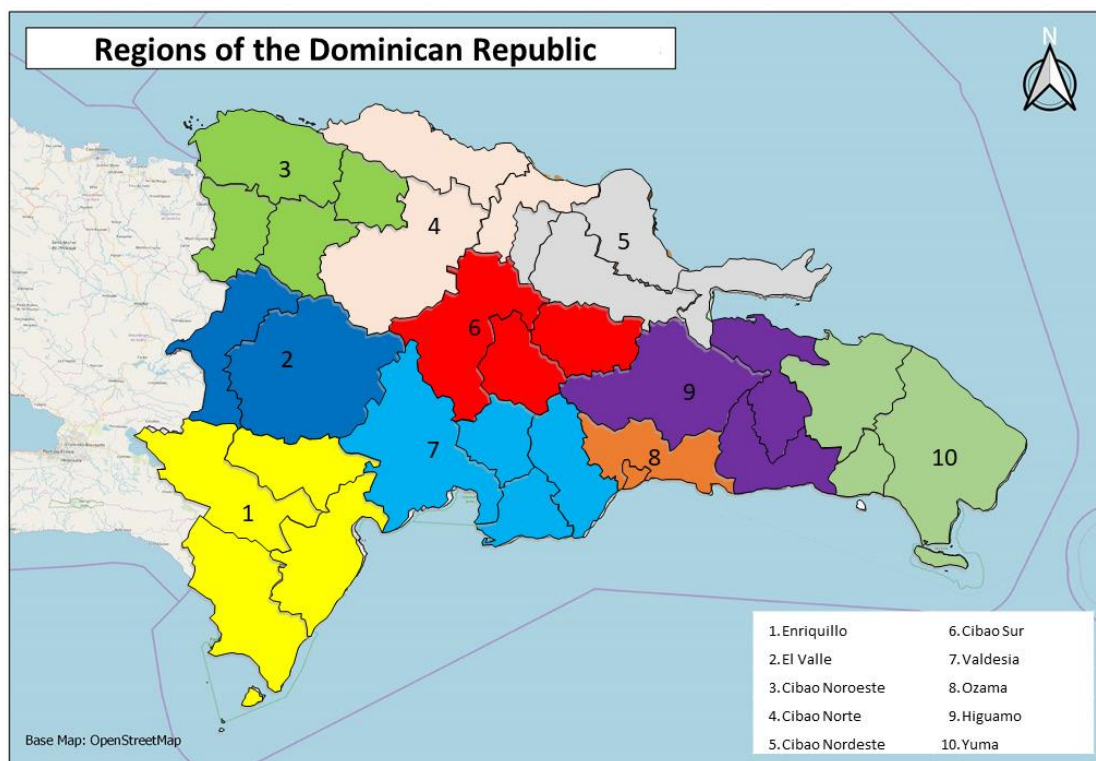 Regions of the Dominican Republic
N
3
4
5
6
2
9
7
8
10
1
1.Enriquillo
2.El Valle
3.Cibao Noroeste
4.Cibao Norte
5.Cibao Nordeste
6.Cibao Sur
7.Valdesia
8.Ozama
9.Higuamo
10.Yuma
Base Map: OpenStreetMap